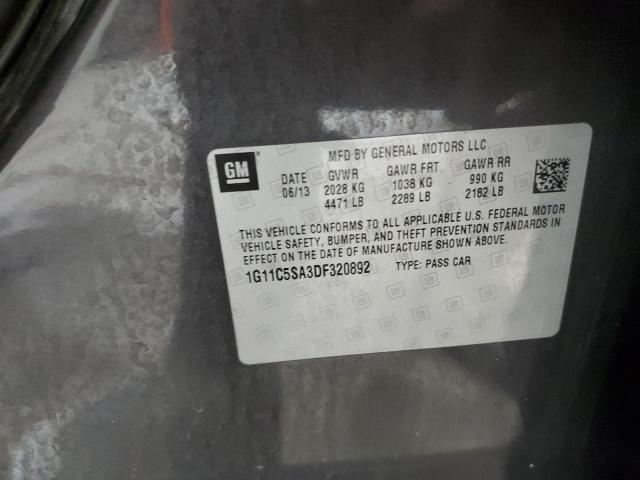 GM
MFD BY GENERAL MOTORS LLC
DATE GVWR GAWR FRT GAWR RR
06/13 2028 KG 1038 KG 990 KG
4471 LB 2289 LB 2182 LB
THIS VEHICLE CONFORMS TO ALL APPLICABLE U.S. FEDERAL MOTOR
VEHICLE SAFETY, BUMPER, AND THEFT PREVENTION STANDARDS IN
EFFECT ON THE DATE OF MANUFACTURE SHOWN ABOVE.
1G11C5SA3DF320892 TYPE: PASS CAR